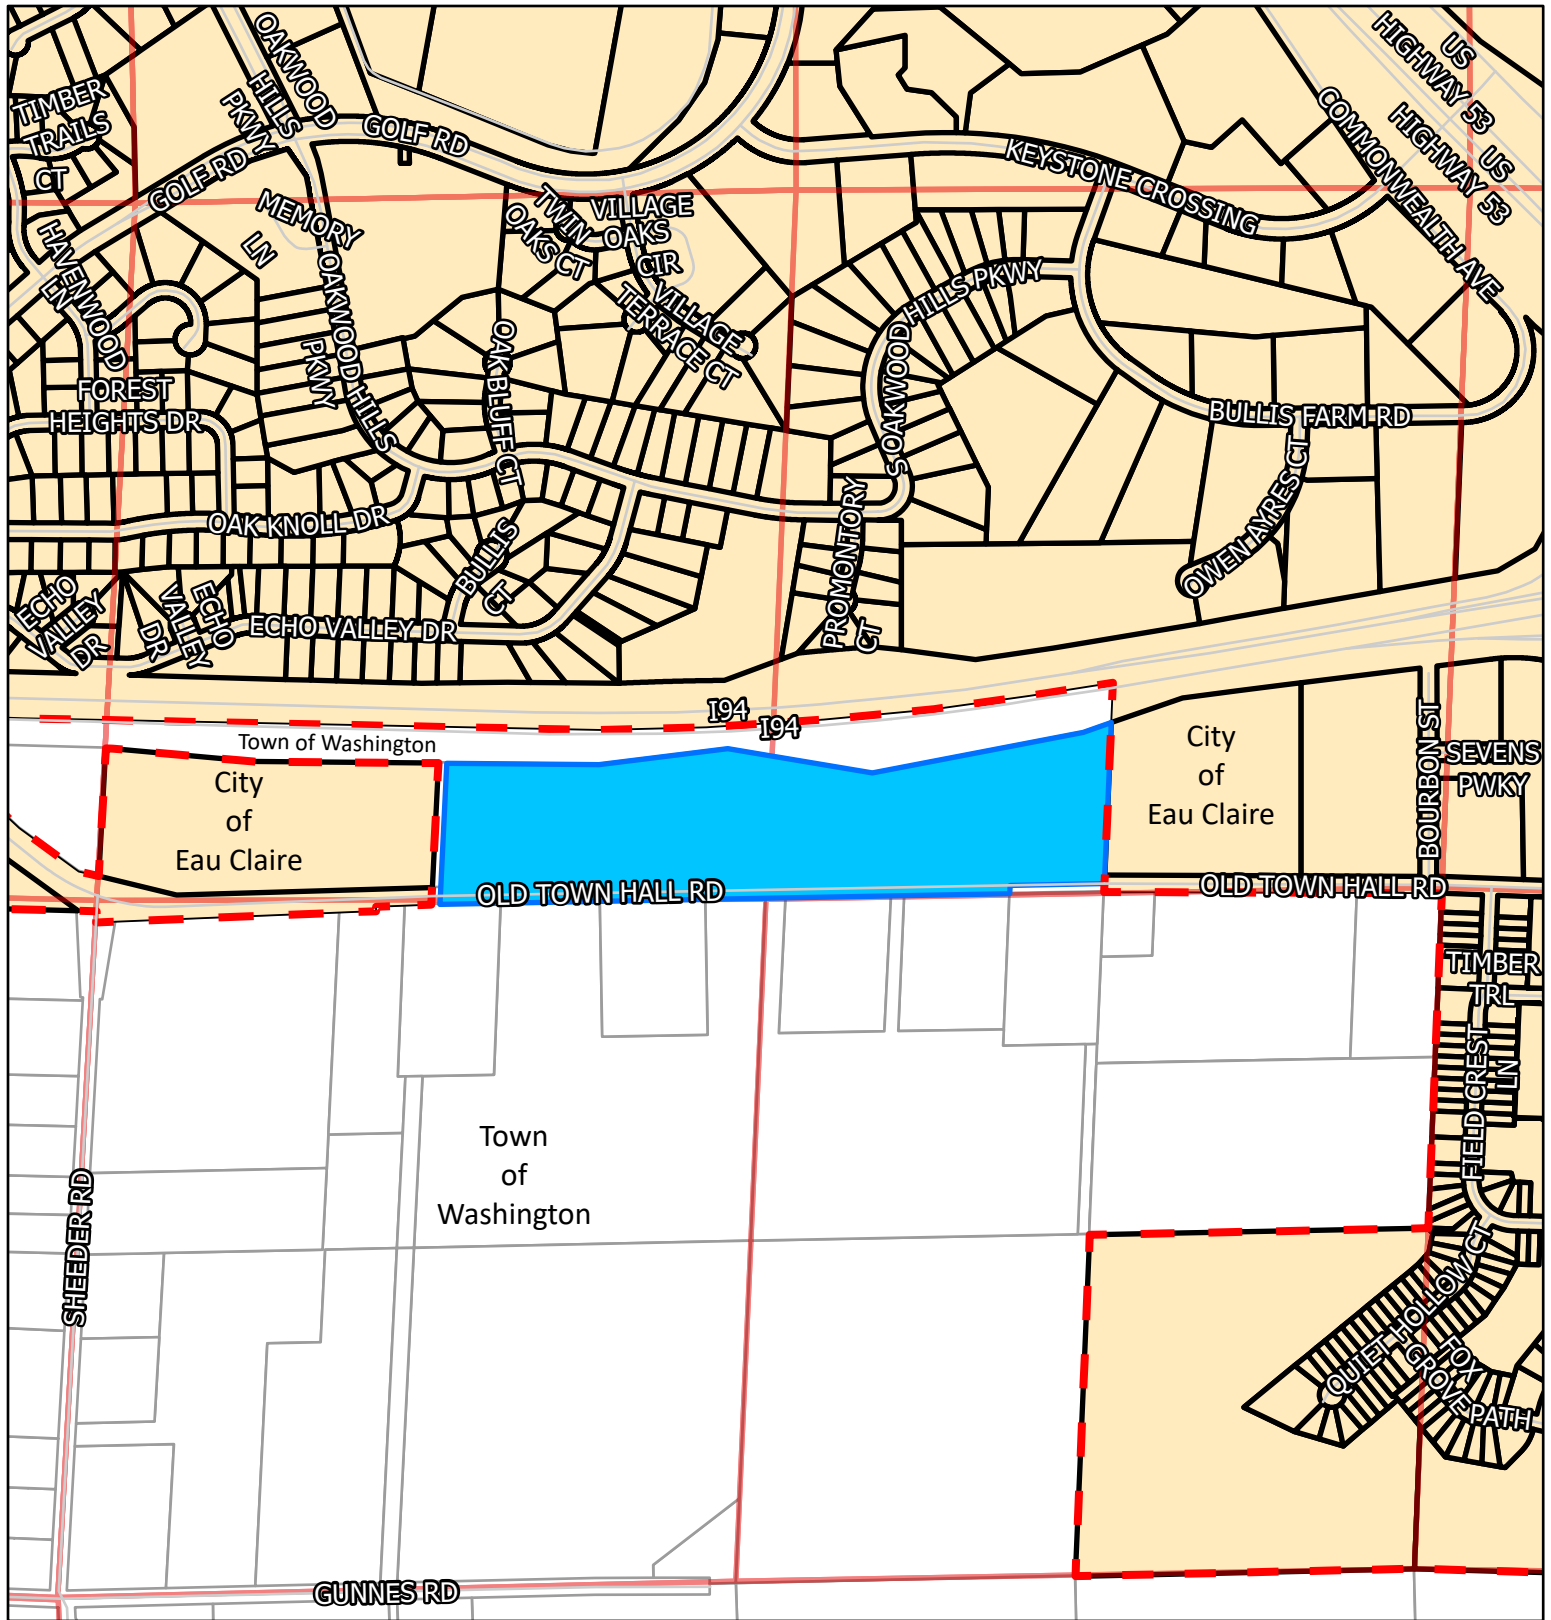 OAKWOOD
HILLS
PKWY
US
HIGHWAY 53
US
HIGHWAY 53
TIMBER
TRAILS
CT
GOLF RD
GOLF RD
COMMONWEALTH AVE
KEYSTONE CROSSING
MEMORY
LN
TWIN
OAKS CT
VILLAGE
OAKS
CIR
HAVENWOOD
LN
OAKWOOD HILLS
PKWY
VILLAGE
TERRACE CT
S OAKWOOD HILLS PKWY
OAK BLUFF CT
FOREST
HEIGHTS DR
BULLIS FARM RD
OWEN AYRES CT
OAK KNOLL DR
PROMONTORY
CT
BULLIS
CT
ECHO
VALLEY
DR
ECHO
VALLEY
DR
ECHO VALLEY DR
I94
I94
Town of Washington
City
of
Eau Claire
City
of
Eau Claire
BOURBON ST
SEVENS
PWKY
OLD TOWN HALL RD
OLD TOWN HALL RD
TIMBER
TRL
FIELD CREST
LN
Town
of
Washington
SHEEDER RD
QUIET HOLLOW CT
FOX
GROVE PATH
GUNNES RD